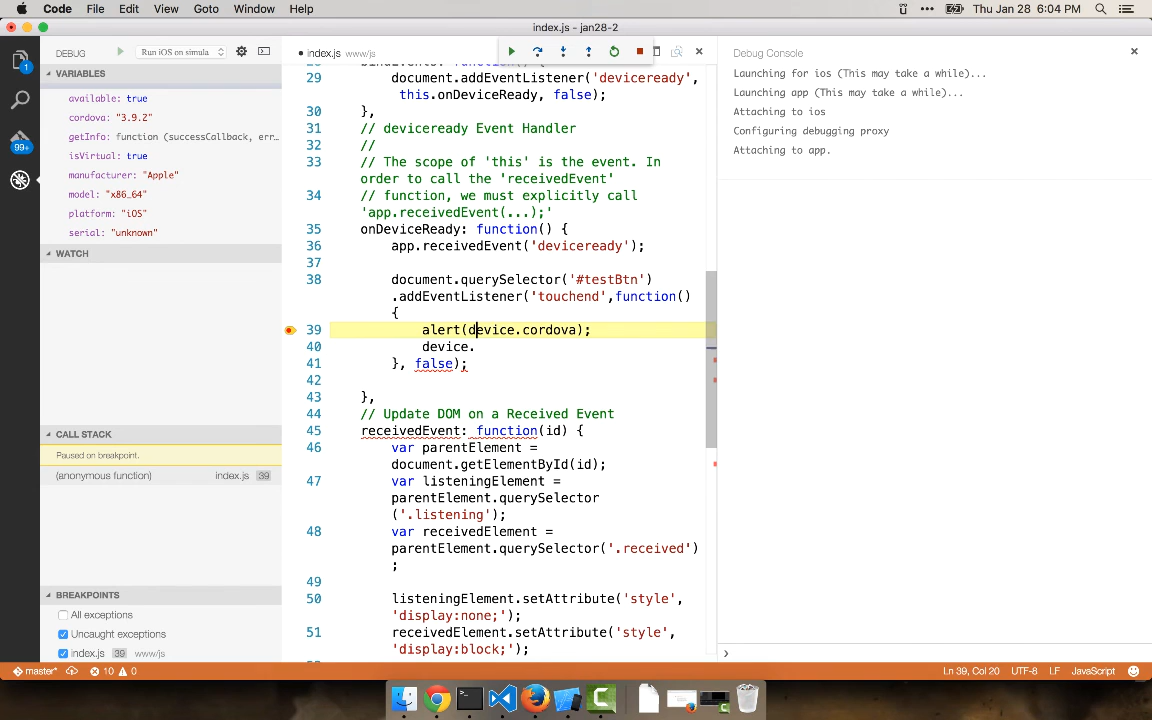 Code File Edit View Goto Window Help Thu Jan 28 6:04 PM
index.js - jan28-2
DEBUG Run iOS on simula
index.js www/js
Debug Console
VARIABLES
available: true
cordova: "3.9.2"
getInfo: function (successCallback, err...
isVirtual: true
manufacturer: "Apple"
model: "x86_64"
platform: "iOS"
serial: "unknown"
WATCH
CALL STACK
Paused on breakpoint.
(anonymous function) index.js 39
BREAKPOINTS
All exceptions
Uncaught exceptions
index.js 39 www/js
1
99+
29 document.addEventListener('deviceready',
this.onDeviceReady, false);
30 },
31 // deviceready Event Handler
32 //
33 // The scope of 'this' is the event. In
order to call the 'receivedEvent'
34 // function, we must explicitly call
'app.receivedEvent(...);'
35 onDeviceReady: function() {
36 app.receivedEvent('deviceready');
37
38 document.querySelector('#testBtn')
.addEventListener('touchend',function()
{
39 alert(device.cordova);
40 device.
41 }, false);
42
43 },
44 // Update DOM on a Received Event
45 receivedEvent: function(id) {
46 var parentElement =
document.getElementById(id);
47 var listeningElement =
parentElement.querySelector
('.listening');
48 var receivedElement =
parentElement.querySelector('.received')
;
49
50 listeningElement.setAttribute('style',
'display:none;');
51 receivedElement.setAttribute('style',
'display:block;');
Launching for ios (This may take a while)...
Launching app (This may take a while)...
Attaching to ios
Configuring debugging proxy
Attaching to app.
master* 10 0 Ln 39, Col 20 UTF-8 LF JavaScript